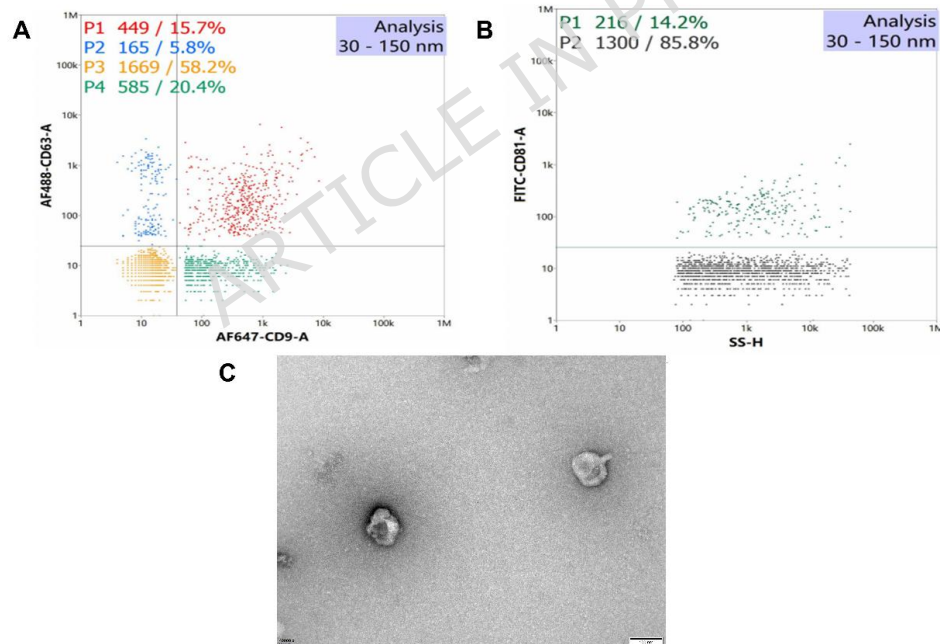 A
P1 449 / 15.7%
P2 165 / 5.8%
P3 1669 / 58.2%
P4 585 / 20.4%
Analysis
30 - 150 nm
1M
100k
10k
1k
100
10
1
AF488-CD63-A
1 10 100 1k 10k 100k 1M
AF647-CD9-A
B
P1 216 / 14.2%
P2 1300 / 85.8%
Analysis
30 - 150 nm
1M
100k
10k
1k
100
10
1
FITC-CD81-A
1 10 100 1k 10k 100k 1M
SS-H
ARTICLE IN
C